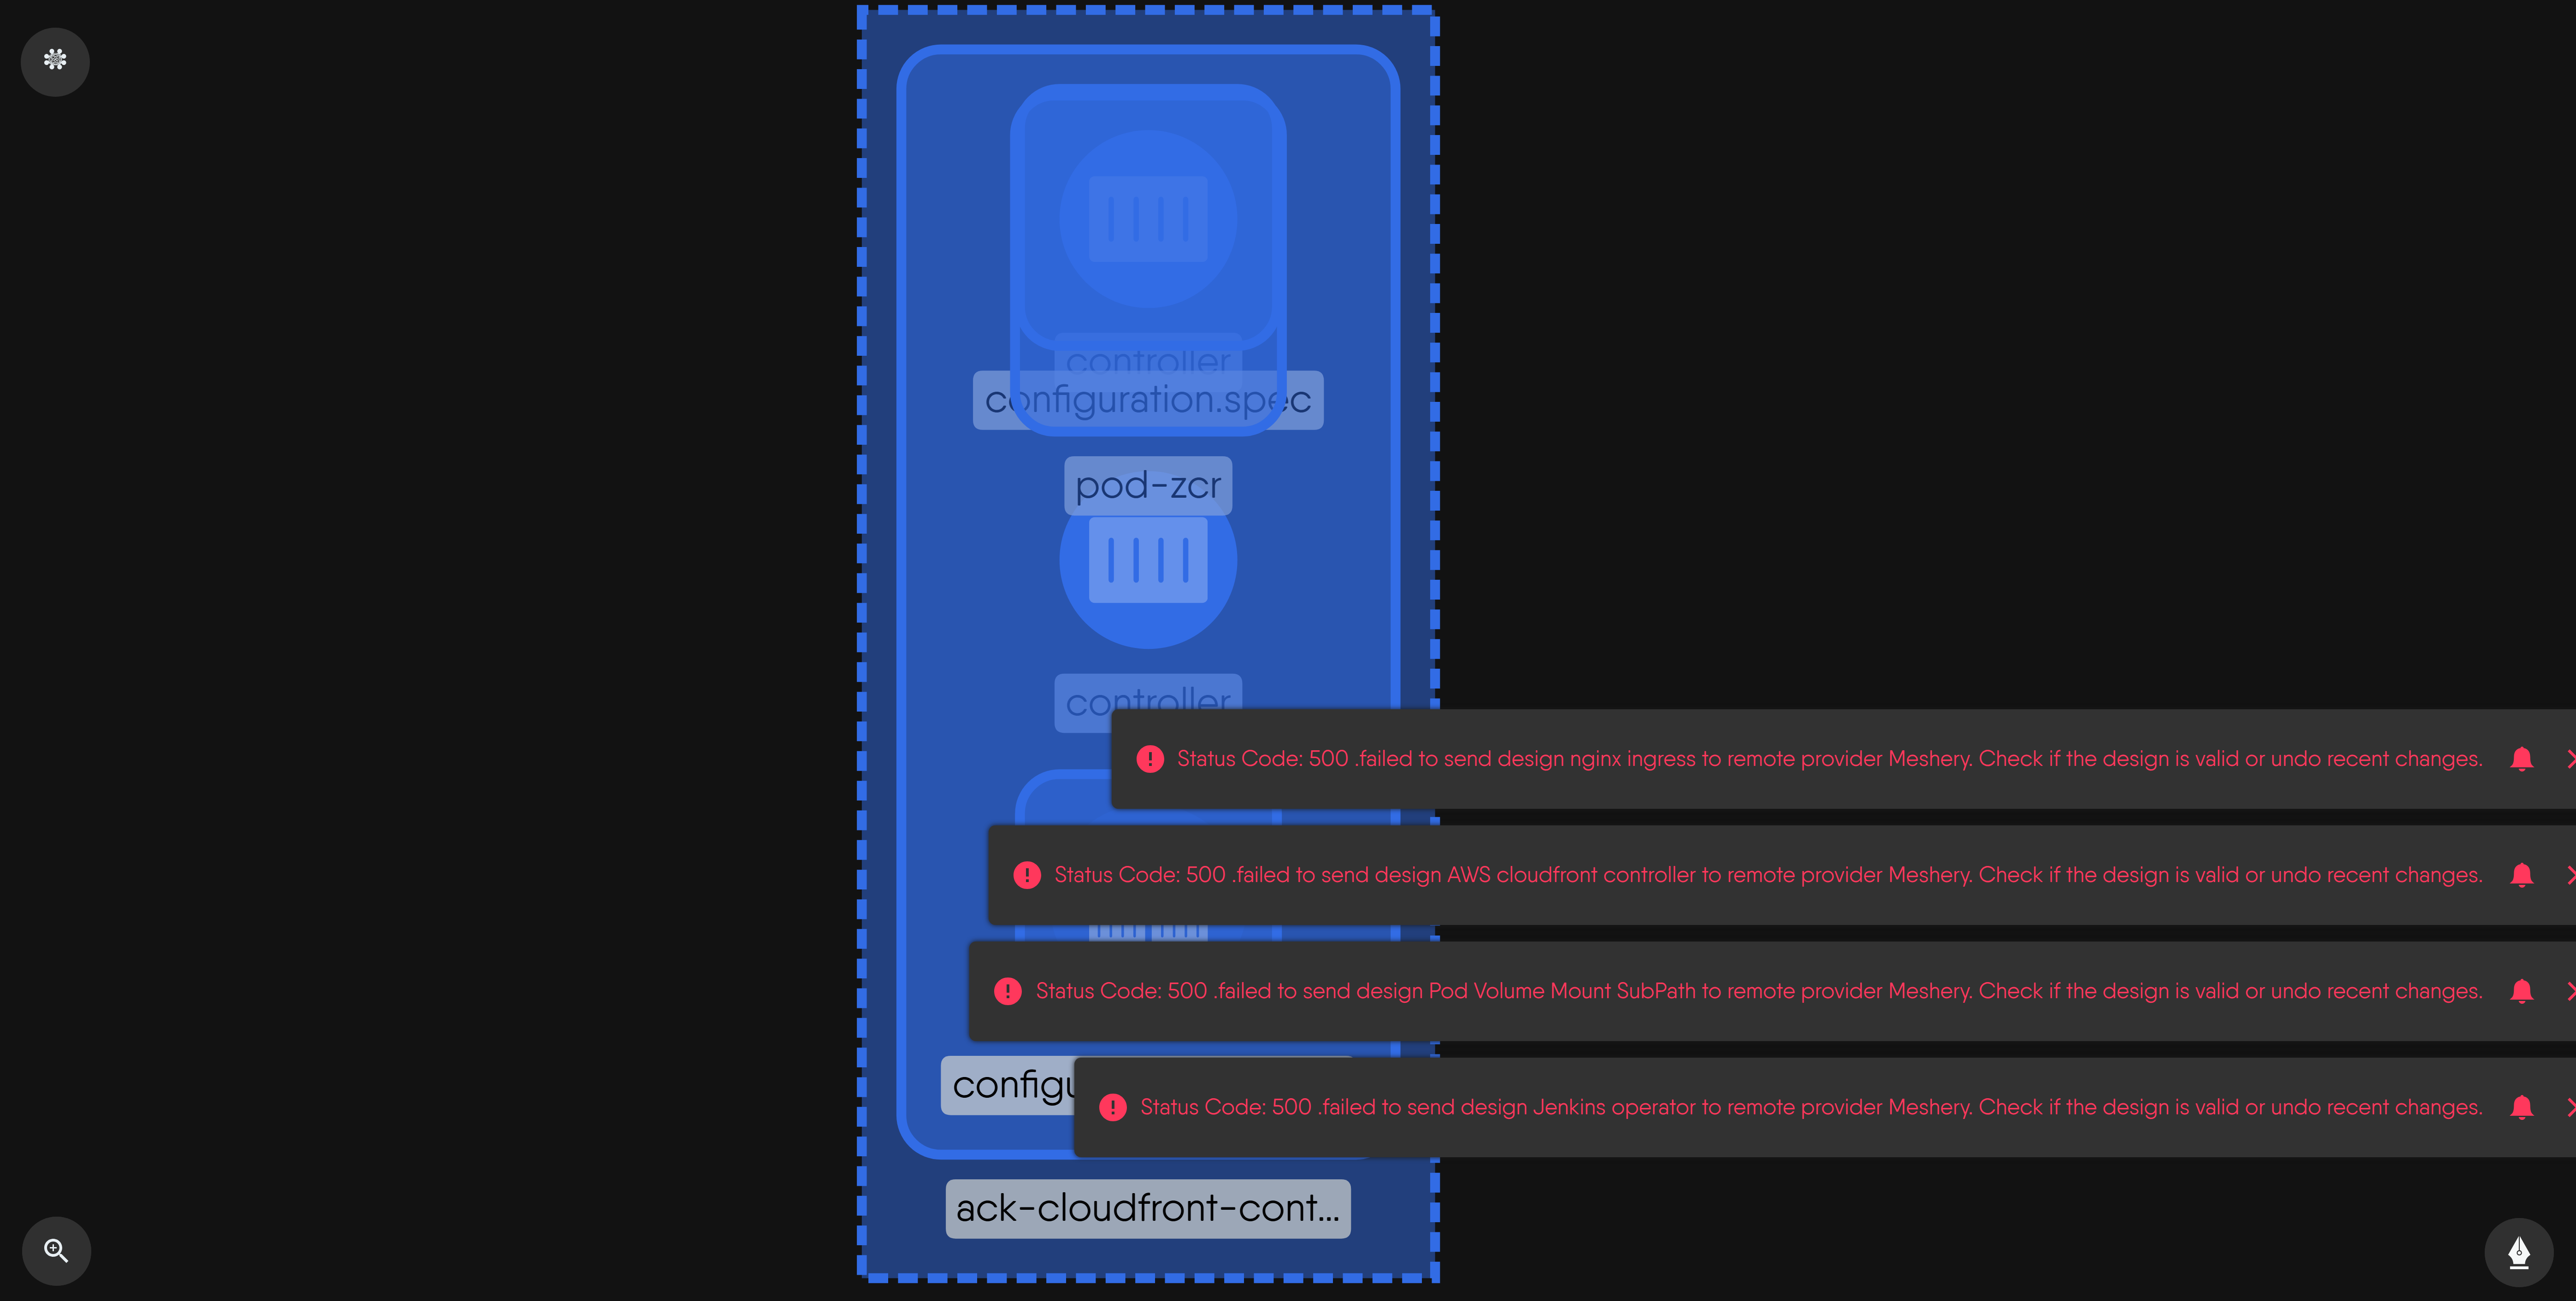 controller
configuration.spec
pod-zcr
controller
Status Code: 500 .failed to send design nginx ingress to remote provider Meshery. Check if the design is valid or undo recent changes.
Status Code: 500 .failed to send design AWS cloudfront controller to remote provider Meshery. Check if the design is valid or undo recent changes.
Status Code: 500 .failed to send design Pod Volume Mount SubPath to remote provider Meshery. Check if the design is valid or undo recent changes.
Status Code: 500 .failed to send design Jenkins operator to remote provider Meshery. Check if the design is valid or undo recent changes.
ack-cloudfront-cont...